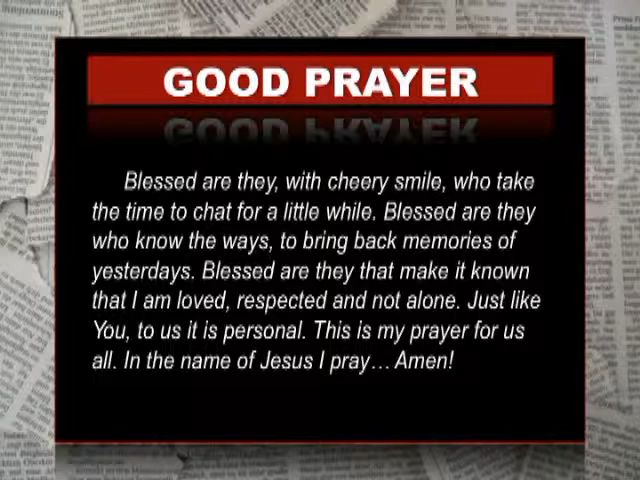 GOOD PRAYER
Blessed are they, with cheery smile, who take
the time to chat for a little while. Blessed are they
who know the ways, to bring back memories of
yesterdays. Blessed are they that make it known
that I am loved, respected and not alone. Just like
You, to us it is personal. This is my prayer for us
all. In the name of Jesus I pray… Amen!